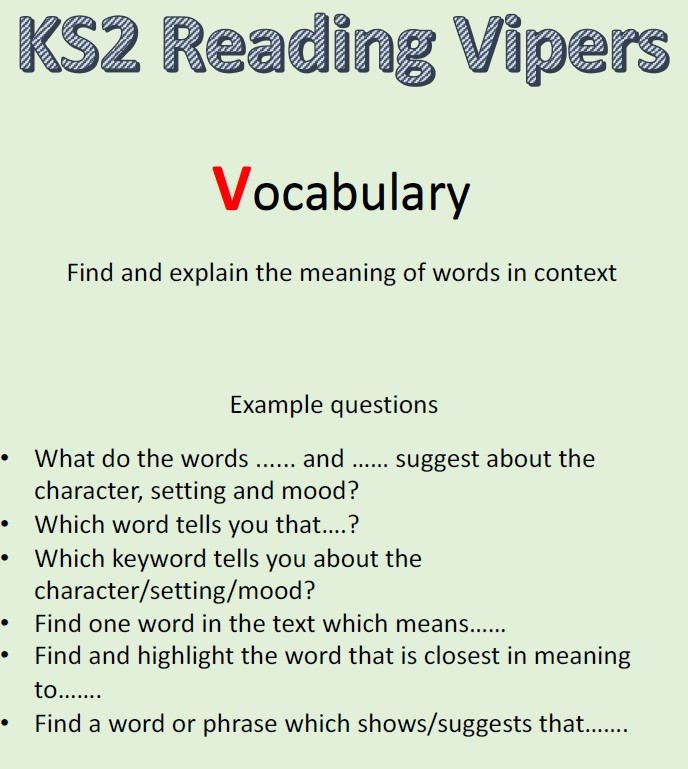 KS2 Reading Vipers
Vocabulary
Find and explain the meaning of words in context
Example questions
• What do the words ...... and ...... suggest about the
character, setting and mood?
• Which word tells you that....?
• Which keyword tells you about the
character/setting/mood?
• Find one word in the text which means......
• Find and highlight the word that is closest in meaning
to.......
• Find a word or phrase which shows/suggests that.......